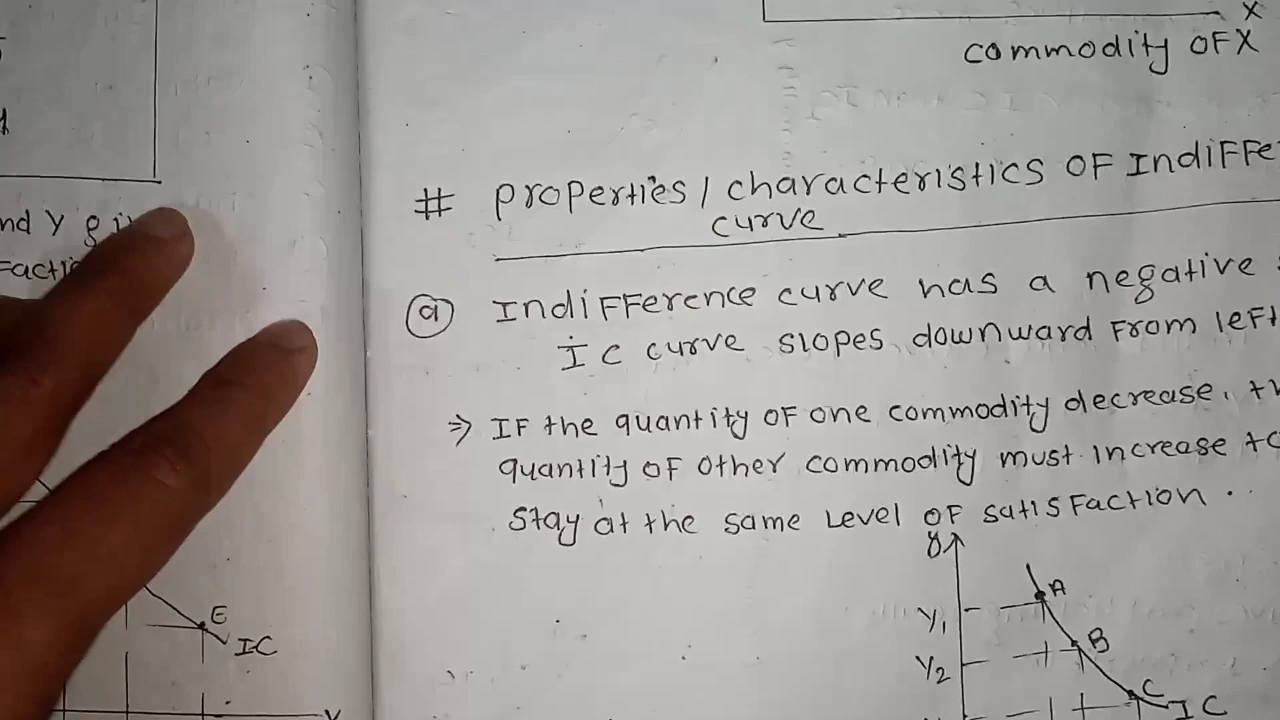 X
commodity OF X
nd Y
# properties / characteristics OF
curve
ⓐ IndiFFerence curve has a negative
IC curve slopes downward From leFt
⇒ IF the quantity OF one commodity decrease,
quantity OF Other commodity must increase to
stay at the same Level OF satisFaction.
Y
A
Y1
B
Y2
C
IC
E
IC